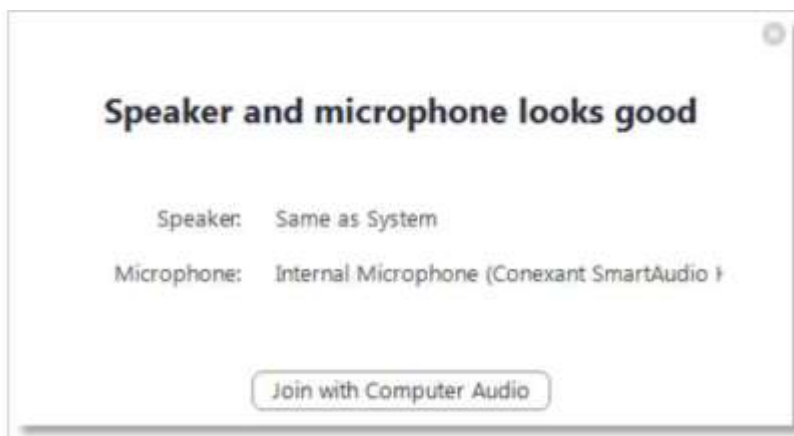 Speaker and microphone looks good
Speaker: Same as System
Microphone: Internal Microphone (Conexant SmartAudio
Join with Computer Audio